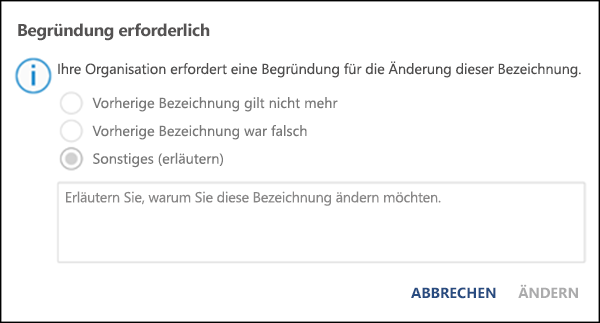 Begründung erforderlich
Ihre Organisation erfordert eine Begründung für die Änderung dieser Bezeichnung.
Vorherige Bezeichnung gilt nicht mehr
Vorherige Bezeichnung war falsch
Sonstiges (erläutern)
Erläutern Sie, warum Sie diese Bezeichnung ändern möchten.
ABBRECHEN ÄNDERN